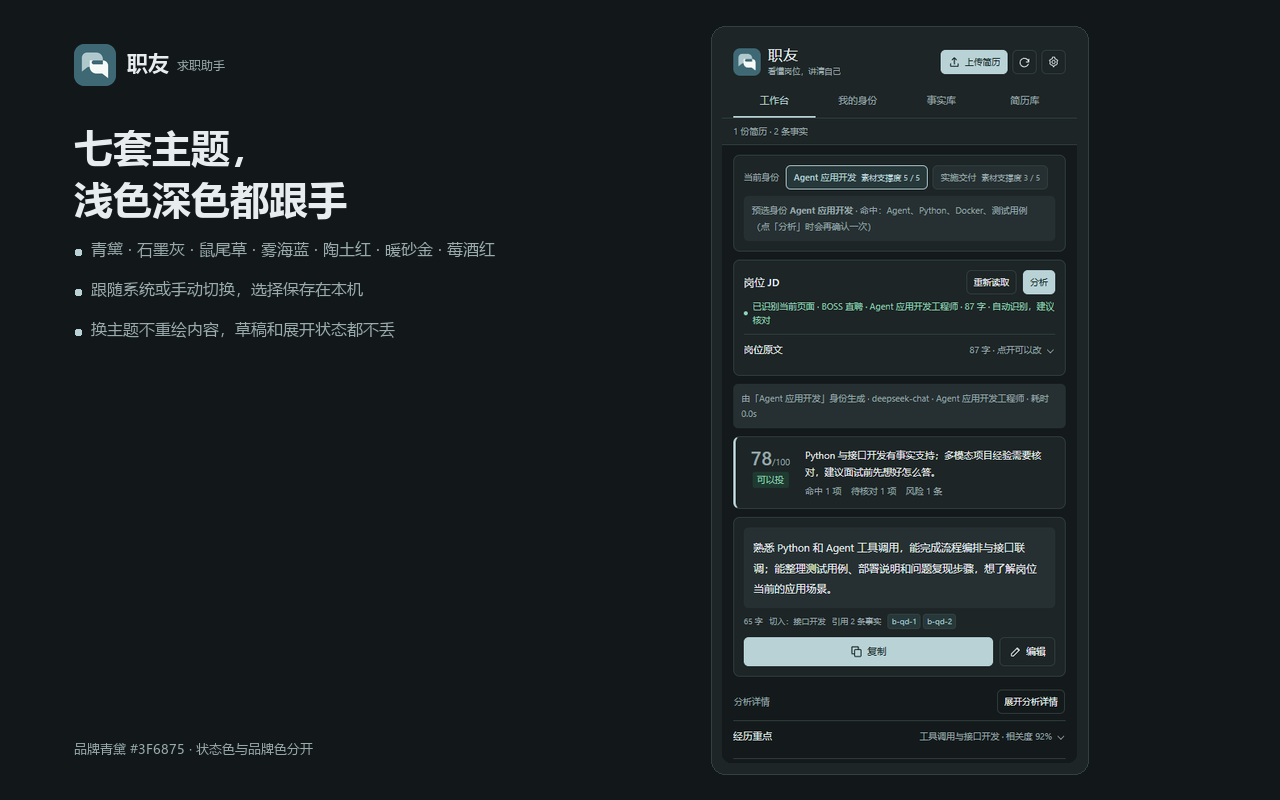 职友 求职助手
七套主题，
浅色深色都跟手
青黛 · 石墨灰 · 鼠尾草 · 雾海蓝 · 陶土红 · 暖砂金 · 莓酒红
跟随系统或手动切换，选择保存在本机
换主题不重绘内容，草稿和展开状态都不丢
品牌青黛 #3F6875 · 状态色与品牌色分开
职友
看懂岗位，讲清自己
上传简历
工作台 我的身份 事实库 简历库
1 份简历 · 2 条事实
当前身份 Agent 应用开发 素材支撑度 5 / 5 实施交付 素材支撑度 3 / 5
预选身份 Agent 应用开发 · 命中：Agent、Python、Docker、测试用例
（点「分析」时会再确认一次）
岗位 JD 重新读取 分析
已识别当前页面 · BOSS 直聘 · Agent 应用开发工程师 · 87 字 · 自动识别，建议
核对
岗位原文 87 字 · 点开可以改
由「Agent 应用开发」身份生成 · deepseek-chat · Agent 应用开发工程师 · 耗时
0.0s
78/100
可以投
Python 与接口开发有事实支持；多模态项目经验需要核
对，建议面试前先想好怎么答。
命中 1 项 待核对 1 项 风险 1 条
熟悉 Python 和 Agent 工具调用，能完成流程编排与接口联
调；能整理测试用例、部署说明和问题复现步骤，想了解岗位
当前的应用场景。
65 字 切入：接口开发 引用 2 条事实 b-qd-1 b-qd-2
复制 编辑
分析详情 展开分析详情
经历重点 工具调用与接口开发 · 相关度 92%